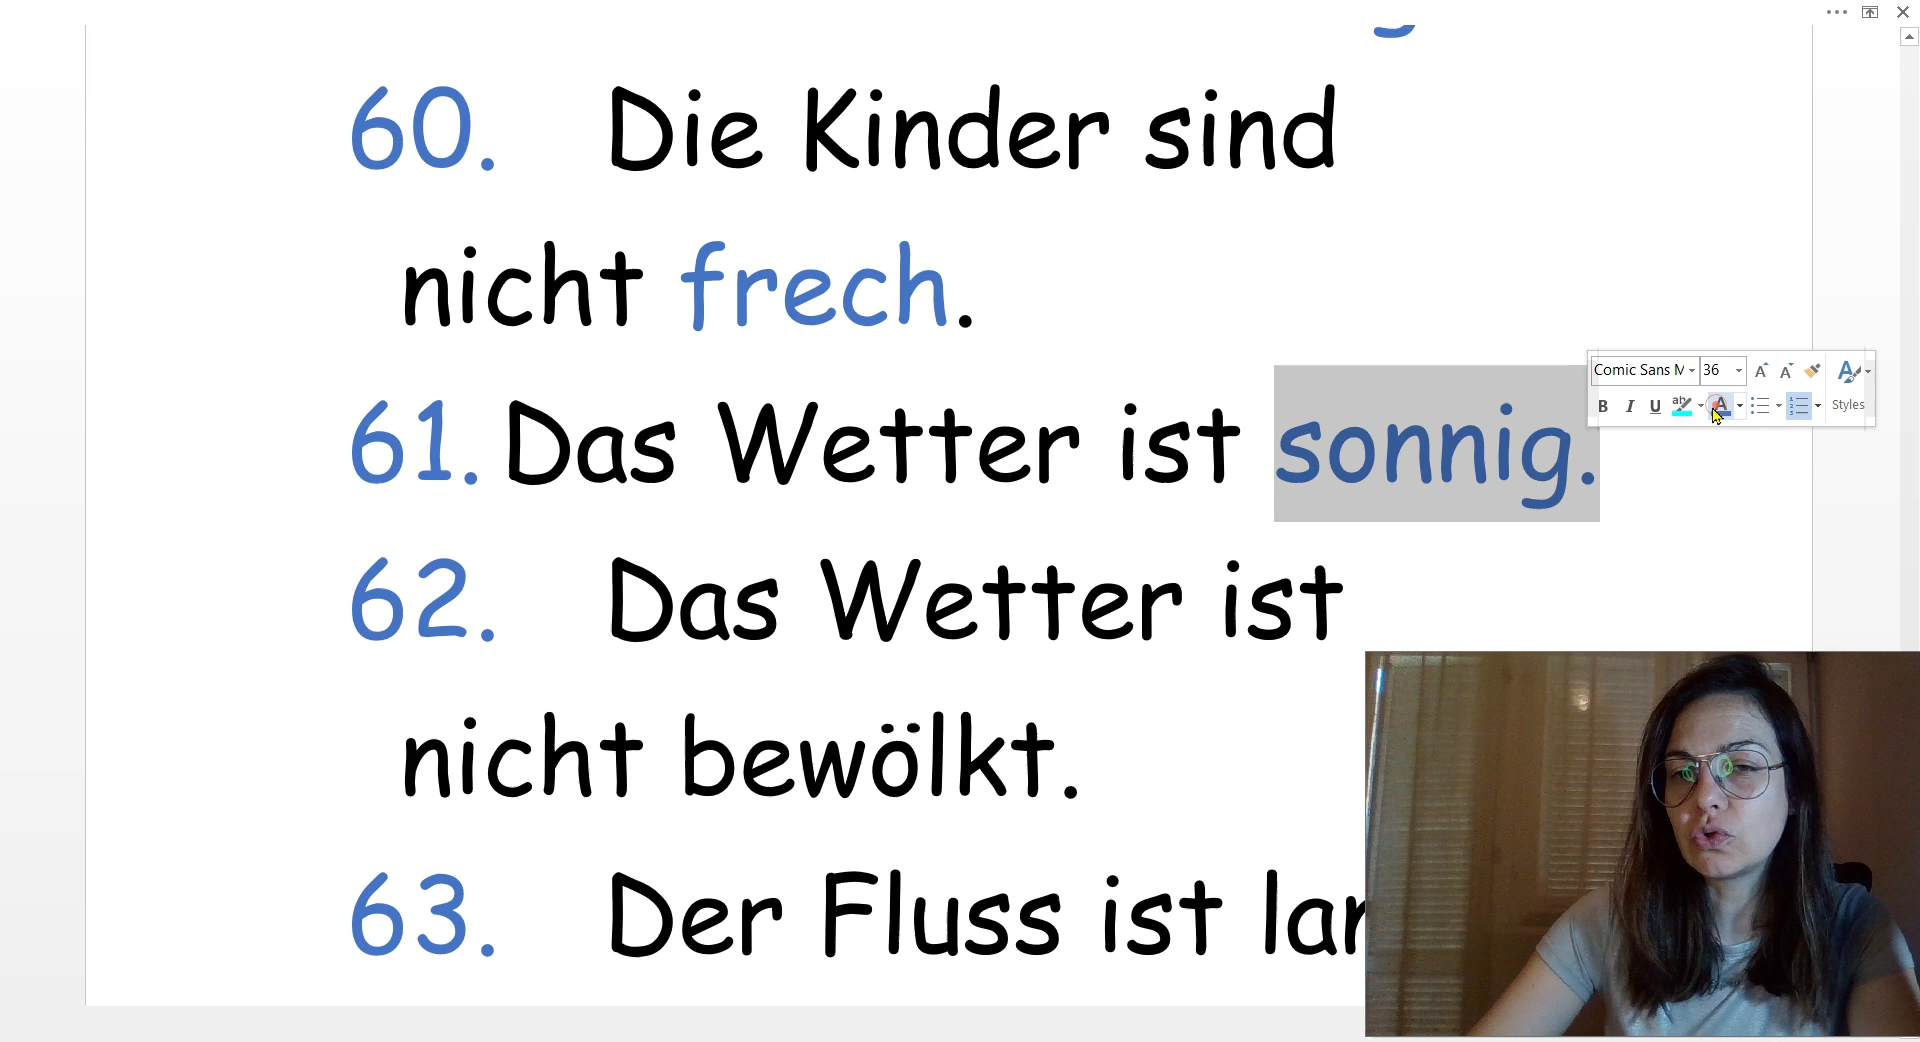 60. Die Kinder sind
nicht frech.
Comic Sans M 36
61. Das Wetter ist sonnig.
B I U Styles
62. Das Wetter ist
nicht bewölkt.
63. Der Fluss ist